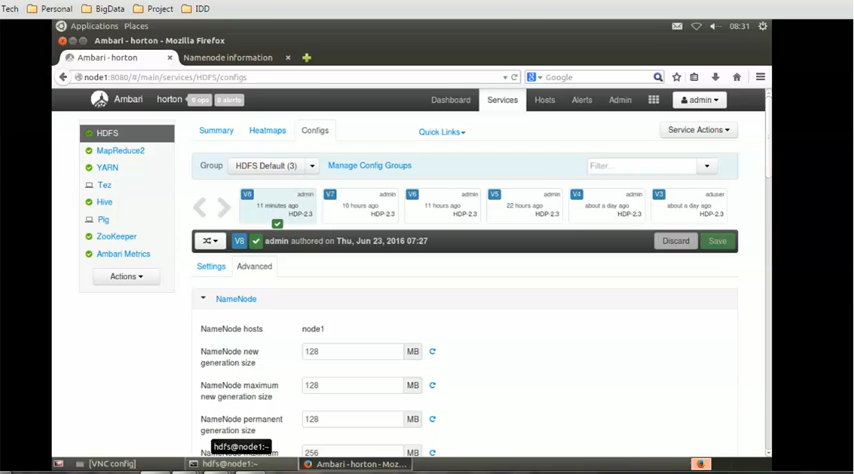 Tech Personal BigData Project IDD
Applications Places 08:31
Ambari - horton - Mozilla Firefox
Ambari - horton × Namenode information ×
node1:8080/#/main/services/HDFS/configs Google
Ambari horton 0 ops 0 alerts Dashboard Services Hosts Alerts Admin admin
HDFS
MapReduce2
YARN
Tez
Hive
Pig
ZooKeeper
Ambari Metrics
Actions
Summary Heatmaps Configs Quick Links Service Actions
Group HDFS Default (3) Manage Config Groups Filter...
V8 admin V7 admin V6 admin V5 admin V4 admin V3 aduser
11 minutes ago 10 hours ago 11 hours ago 22 hours ago about a day ago about a day ago
HDP-2.3 HDP-2.3 HDP-2.3 HDP-2.3 HDP-2.3 HDP-2.3
V8 admin authored on Thu, Jun 23, 2016 07:27 Discard Save
Settings Advanced
NameNode
NameNode hosts node1
NameNode new generation size 128 MB
NameNode maximum new generation size 128 MB
NameNode permanent generation size 128 MB
NameNode maximum 256 MB
hdfs@node1:~
[VNC config] hdfs@node1:~ Ambari - horton - Moz...